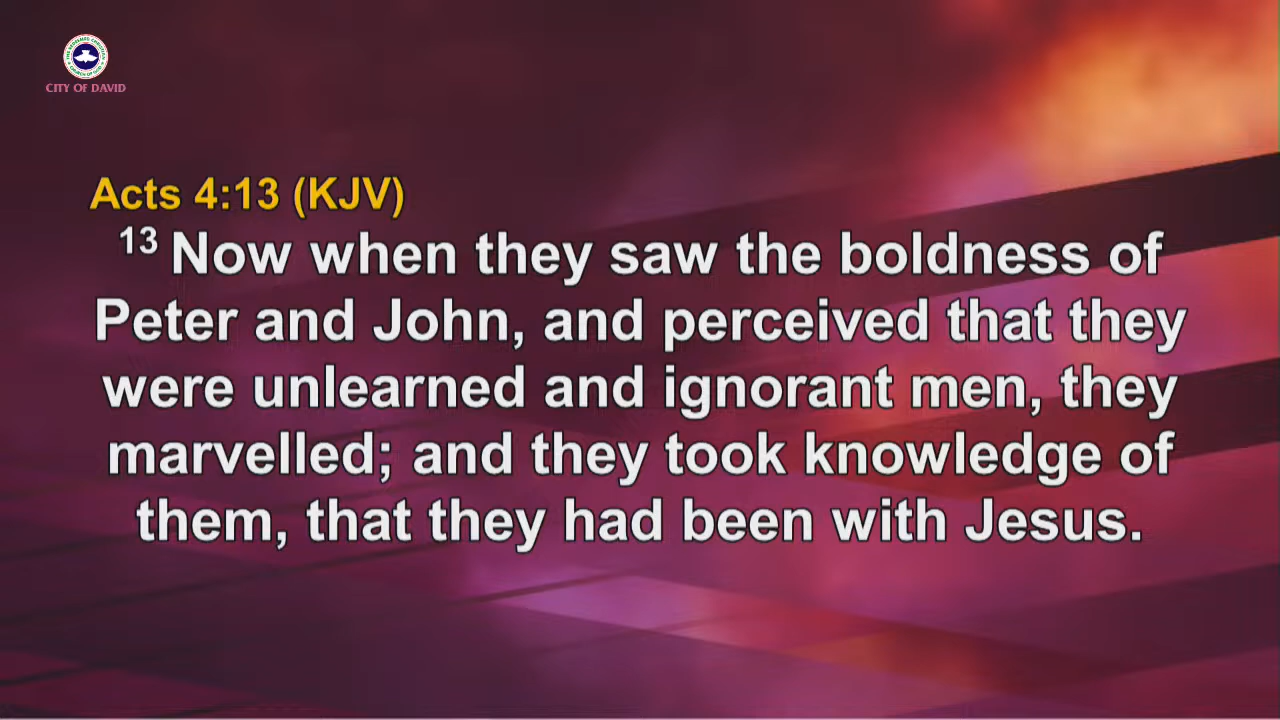 CITY OF DAVID
Acts 4:13 (KJV)
13 Now when they saw the boldness of
Peter and John, and perceived that they
were unlearned and ignorant men, they
marvelled; and they took knowledge of
them, that they had been with Jesus.